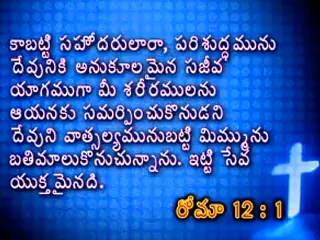 కాబట్టి సహోదరులారా, పరిశుద్ధమును
దేవునికి అనుకూలమైన సజీవ
యాగముగా మీ శరీరములను
ఆయనకు సమర్పించుకొనుడని
దేవుని వాత్సల్యమునుబట్టి మిమ్మును
బతిమాలుకొనుచున్నాను. ఇట్టి సేవ
యుక్తమైనది.
రోమా 12 : 1